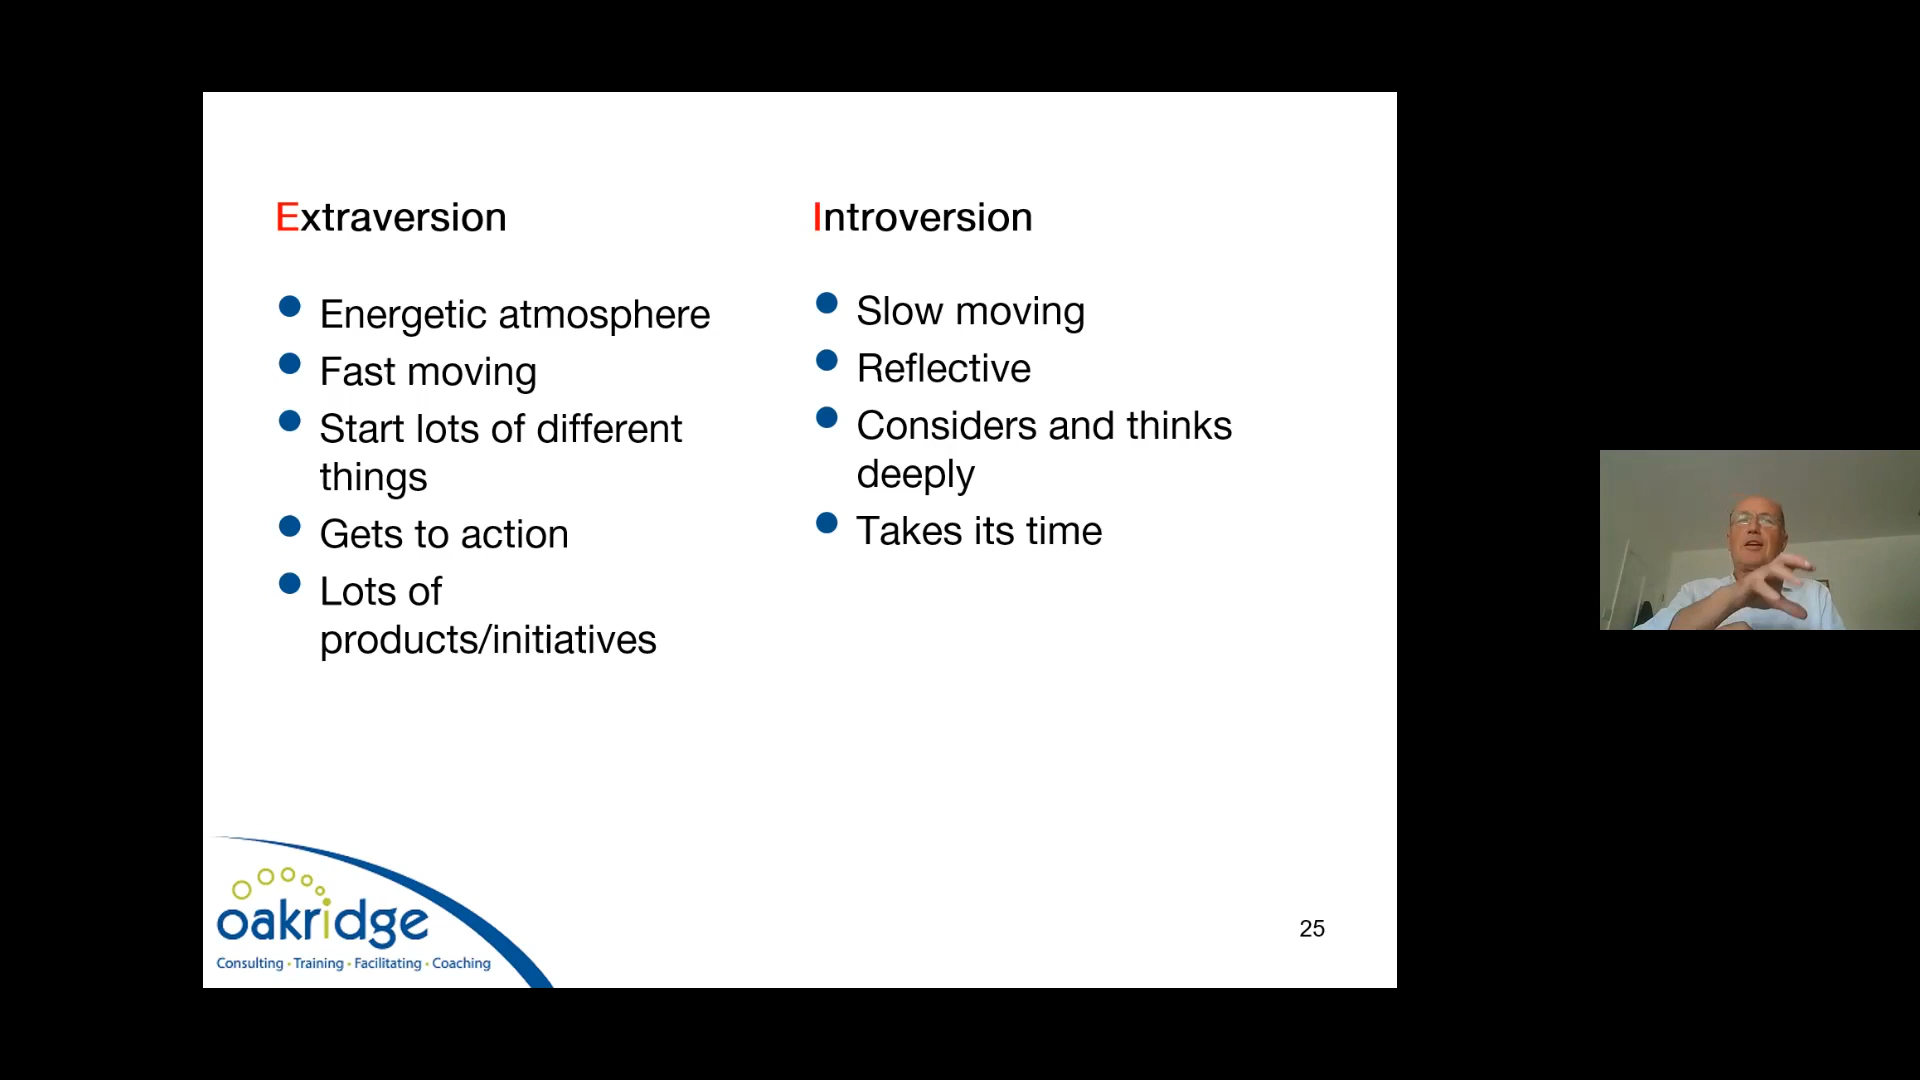 Extraversion
Energetic atmosphere
Fast moving
Start lots of different
things
Gets to action
Lots of
products/initiatives
Introversion
Slow moving
Reflective
Considers and thinks
deeply
Takes its time
oakridge
Consulting · Training · Facilitating · Coaching
25